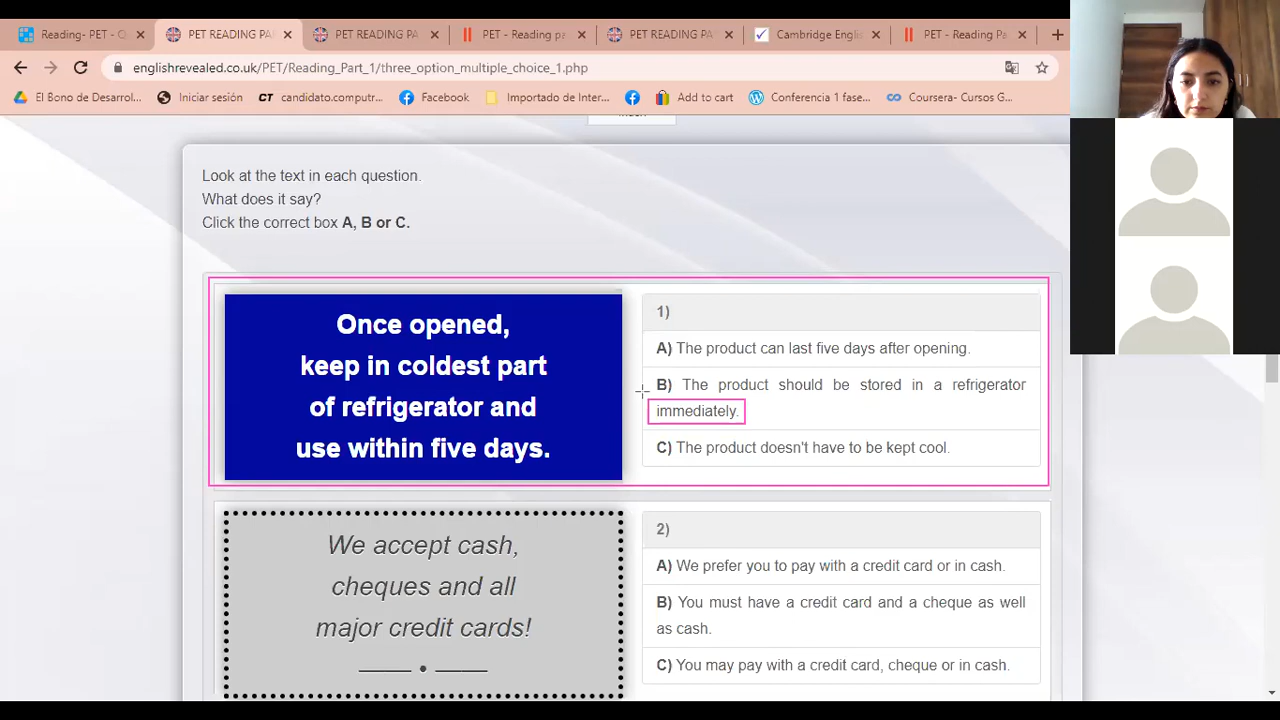 Reading- PET - Q
PET READING PA
PET READING PA
PET - Reading pa
PET READING PA
Cambridge Engli
PET - Reading Pa
englishrevealed.co.uk/PET/Reading_Part_1/three_option_multiple_choice_1.php
El Bono de Desarrol...
Iniciar sesión
CT candidato.computr...
Facebook
Importado de Inter...
Add to cart
Conferencia 1 fase...
Coursera- Cursos G...
Look at the text in each question.
What does it say?
Click the correct box A, B or C.
Once opened,
keep in coldest part
of refrigerator and
use within five days.
1)
A) The product can last five days after opening.
B) The product should be stored in a refrigerator
immediately.
C) The product doesn't have to be kept cool.
We accept cash,
cheques and all
major credit cards!
2)
A) We prefer you to pay with a credit card or in cash.
B) You must have a credit card and a cheque as well
as cash.
C) You may pay with a credit card, cheque or in cash.